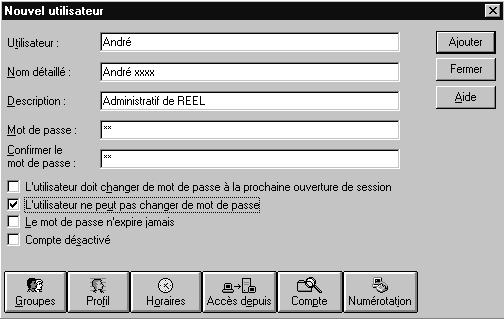 Nouvel utilisateur
Utilisateur : André
Ajouter
Nom détaillé : André xxxx
Fermer
Description : Administratif de REEL
Aide
Mot de passe : **
Confirmer le
mot de passe : **
L'utilisateur doit changer de mot de passe à la prochaine ouverture de session
L'utilisateur ne peut pas changer de mot de passe
Le mot de passe n'expire jamais
Compte désactivé
Groupes Profil Horaires Accès depuis Compte Numérotation